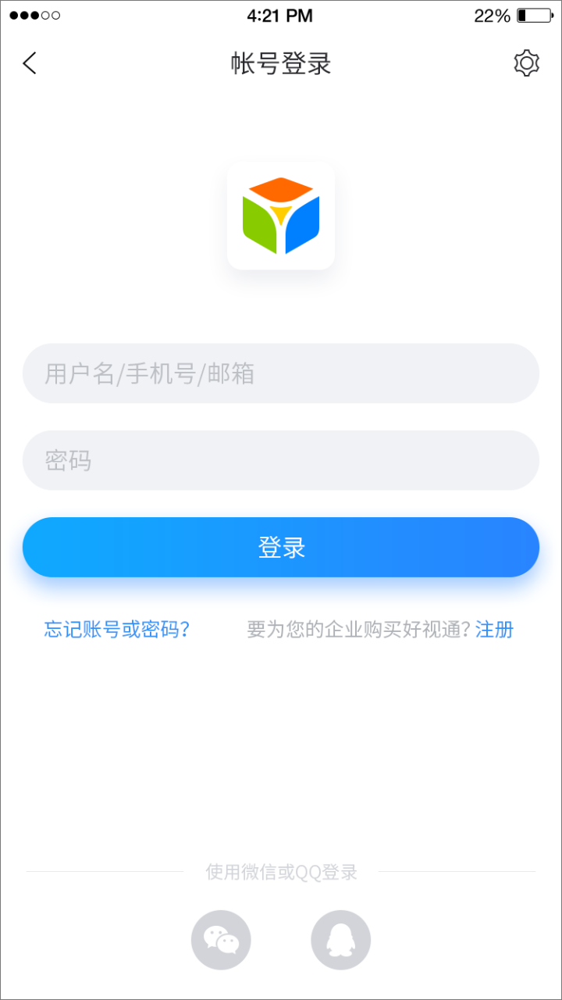 4:21 PM
22%
帐号登录
用户名/手机号/邮箱
密码
登录
忘记账号或密码?
要为您的企业购买好视通? 注册
使用微信或QQ登录